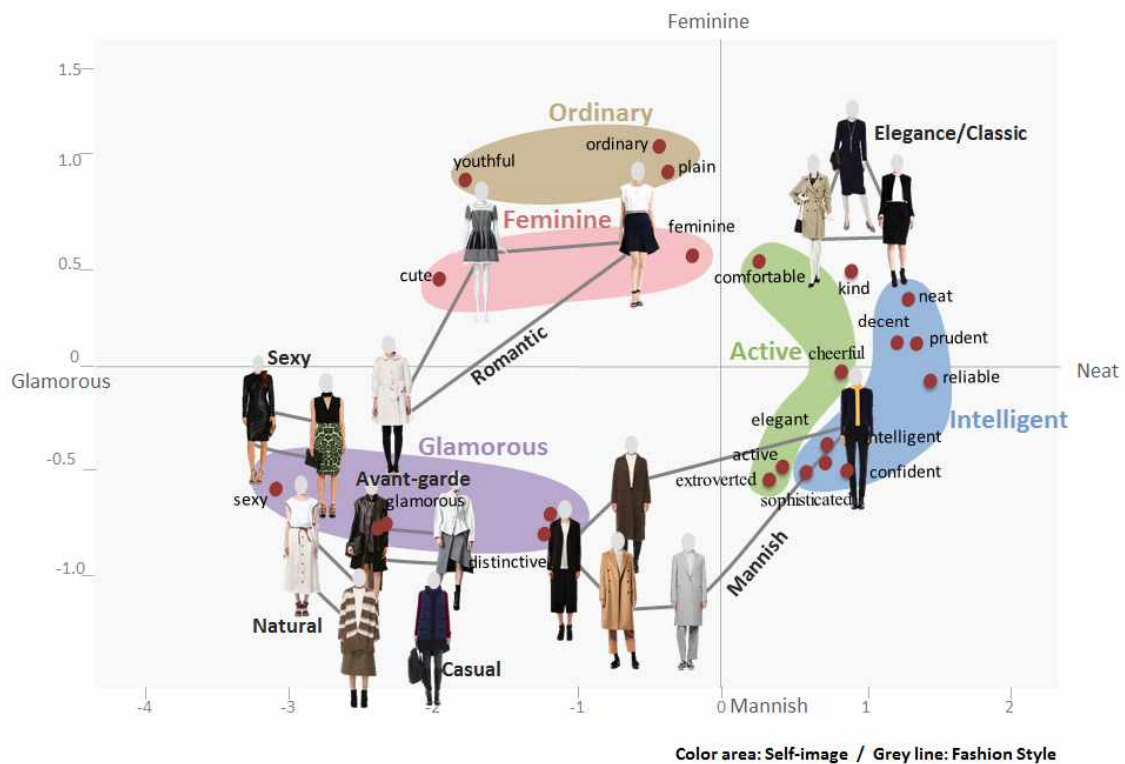 Feminine
1.5
Ordinary
Elegance/Classic
ordinary
1.0
youthful
plain
Feminine
feminine
0.5
cute
comfortable
kind
neat
decent
prudent
Romantic
Active
cheerful
0
Sexy
Glamorous
Neat
reliable
elegant
Intelligent
Glamorous
intelligent
-0.5
active
confident
Avant-garde
extroverted
sexy
glamorous
sophisticated
distinctive
Mannish
-1.0
Natural
Casual
-4
-3
-2
-1
0
Mannish
1
2
Color area: Self-image / Grey line: Fashion Style